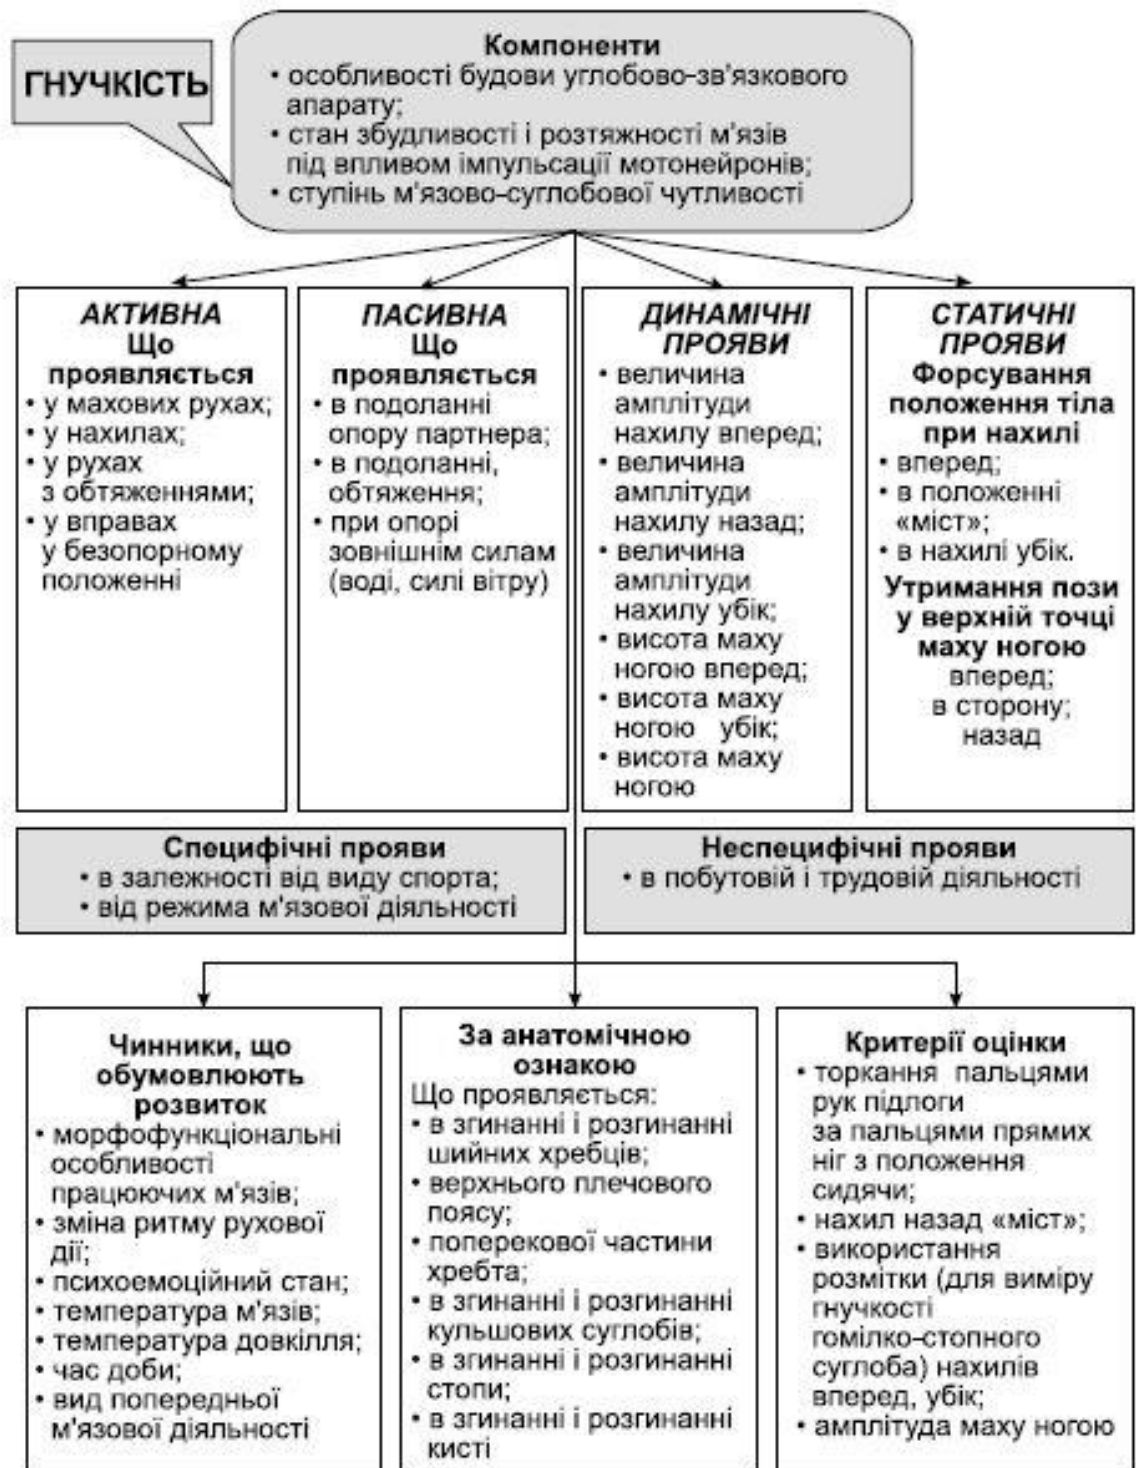 ГНУЧКІСТЬ
Компоненти
• особливості будови углобово-зв'язкового
апарату;
• стан збудливості і розтяжності м'язів
під впливом імпульсації мотонейронів;
• ступінь м'язово-суглобової чутливості
АКТИВНА
Що
проявляється
• у махових рухах;
• у нахилах;
• у рухах
з обтяженнями;
• у вправах
у безопорному
положенні
ПАСИВНА
Що
проявляється
• в подоланні
опору партнера;
• в подоланні,
обтяження;
• при опорі
зовнішнім силам
(воді, силі вітру)
ДИНАМІЧНІ
ПРОЯВИ
• величина
амплітуди
нахилу вперед;
• величина
амплітуди
нахилу назад;
• величина
амплітуди
нахилу убік;
• висота маху
ногою вперед;
• висота маху
ногою убік;
• висота маху
ногою
СТАТИЧНІ
ПРОЯВИ
Форсування
положення тіла
при нахилі
• вперед;
• в положенні
«міст»;
• в нахилі убік.
Утримання пози
у верхній точці
маху ногою
вперед;
в сторону;
назад
Специфічні прояви
• в залежності від виду спорта;
• від режима м'язової діяльності
Неспецифічні прояви
• в побутовій і трудовій діяльності
Чинники, що
обумовлюють
розвиток
• морфофункціональні
особливості
працюючих м'язів;
• зміна ритму рухової
дії;
• психоемоційний стан;
• температура м'язів;
• температура довкілля;
• час доби;
• вид попередньої
м'язової діяльності
За анатомічною
ознакою
Що проявляється:
• в згинанні і розгинанні
шийних хребців;
• верхнього плечового
поясу;
• поперекової частини
хребта;
• в згинанні і розгинанні
кульшових суглобів;
• в згинанні і розгинанні
стопи;
• в згинанні і розгинанні
кисті
Критерії оцінки
• торкання пальцями
рук підлоги
за пальцями прямих
ніг з положення
сидячи;
• нахил назад «міст»;
• використання
розмітки (для виміру
гнучкості
гомілко-стопного
суглоба) нахилів
вперед, убік;
• амплітуда маху ногою